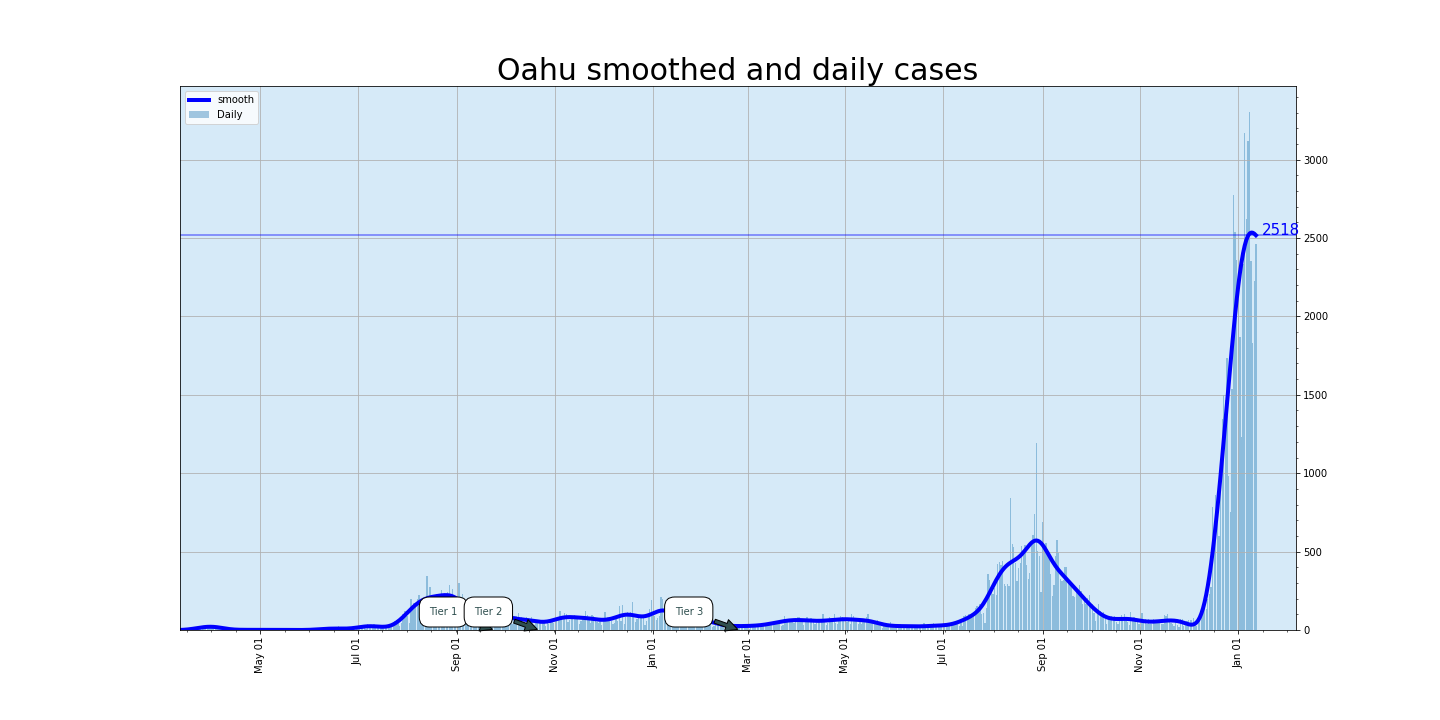 Oahu smoothed and daily cases
smooth
Daily
3000
2518
2500
2000
1500
1000
500
Tier 1
Tier 2
Tier 3
0
May 01
Jul 01
Sep 01
Nov 01
Jan 01
Mar 01
May 01
Jul 01
Sep 01
Nov 01
Jan 01